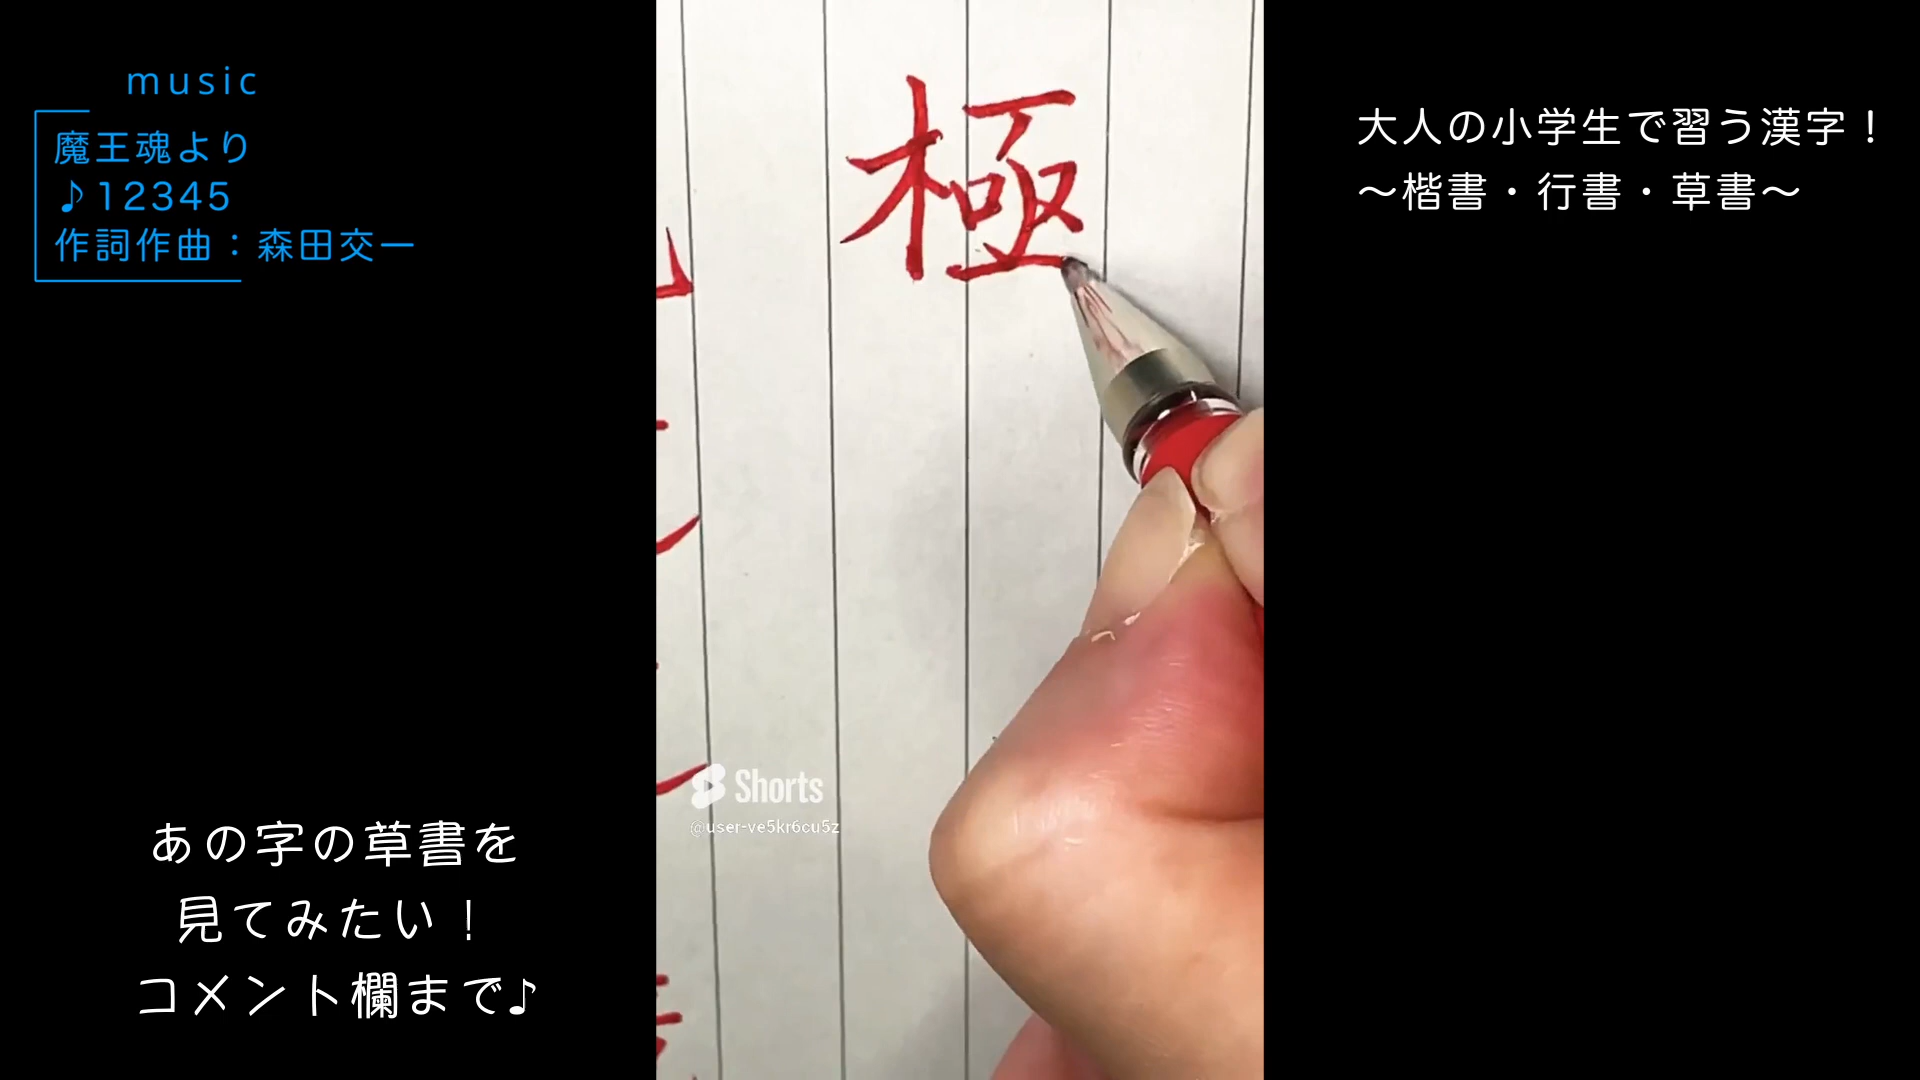 music
魔王魂より
♪12345
作詞作曲：森田交一
極
大人の小学生で習う漢字！
～楷書・行書・草書～
Shorts
@user-ve5kr6cu5z
あの字の草書を
見てみたい！
コメント欄まで♪